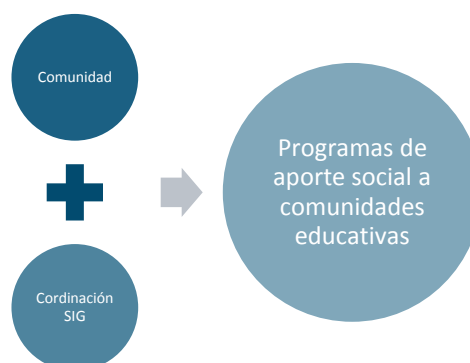 Comunidad
Cordinación
SIG
Programas de
aporte social a
comunidades
educativas